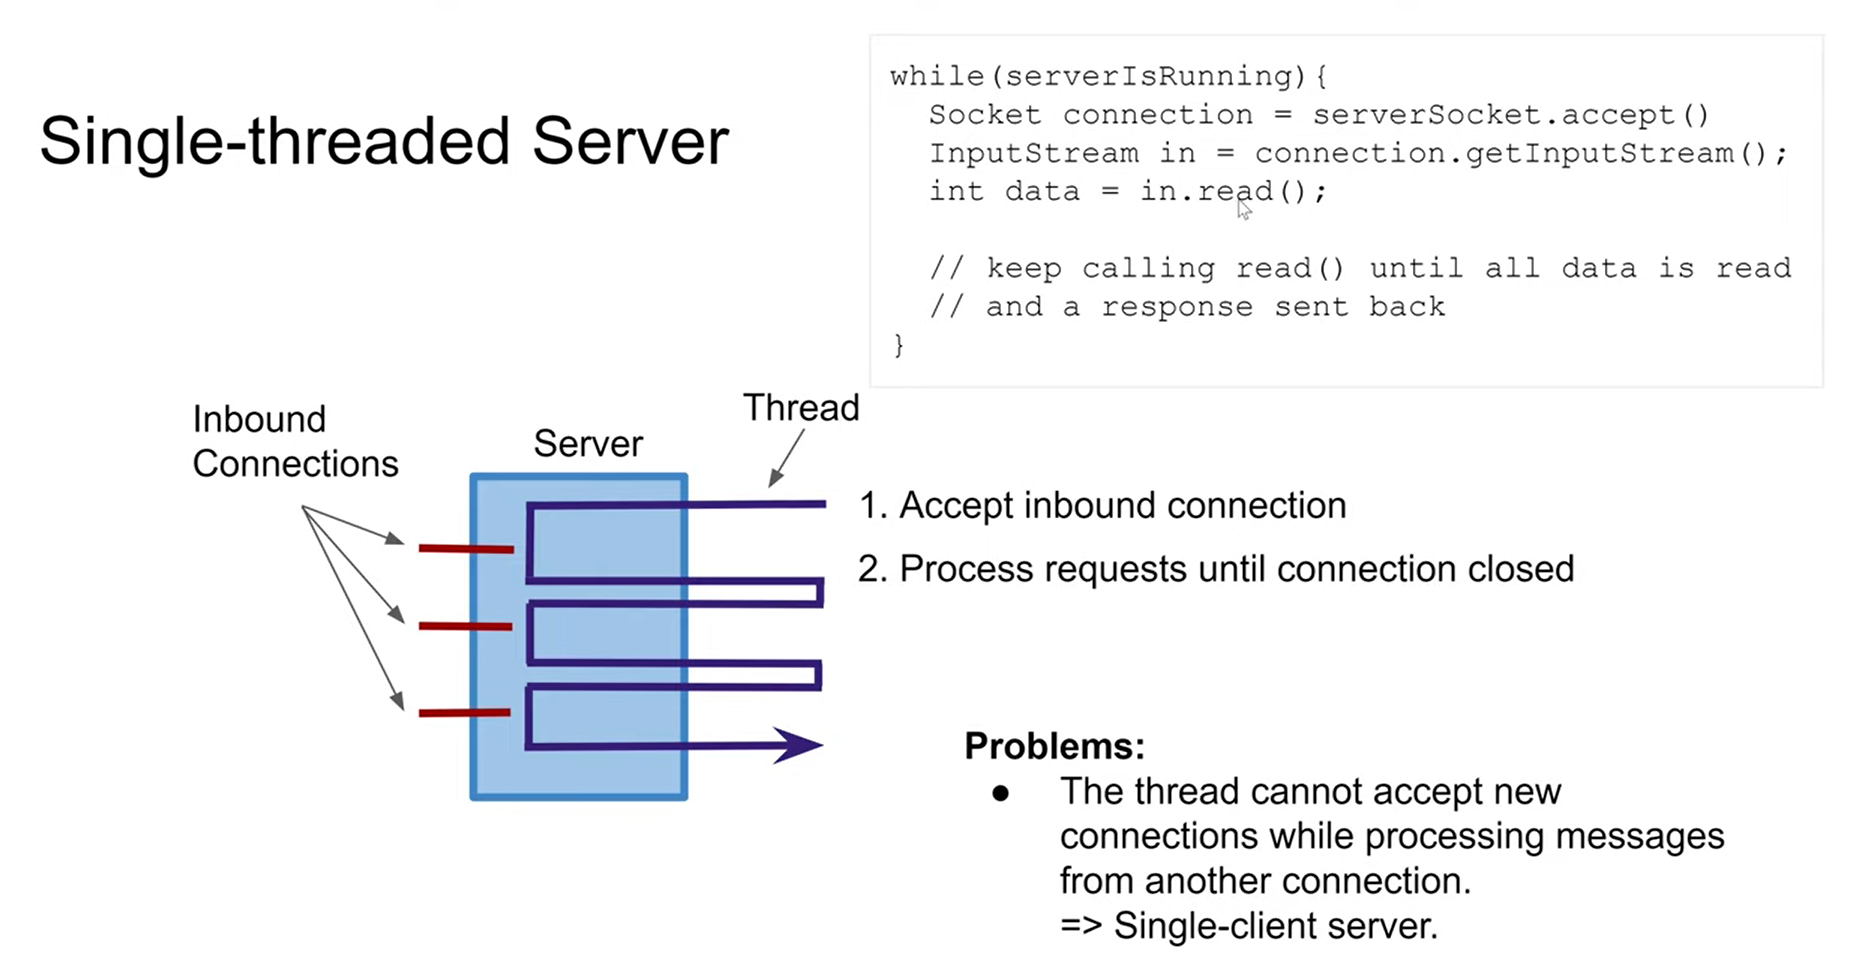 Single-threaded Server
while(serverIsRunning){
Socket connection = serverSocket.accept()
InputStream in = connection.getInputStream();
int data = in.read();
// keep calling read() until all data is read
// and a response sent back
}
Inbound
Connections
Server
Thread
1. Accept inbound connection
2. Process requests until connection closed
Problems:
● The thread cannot accept new
connections while processing messages
from another connection.
=> Single-client server.